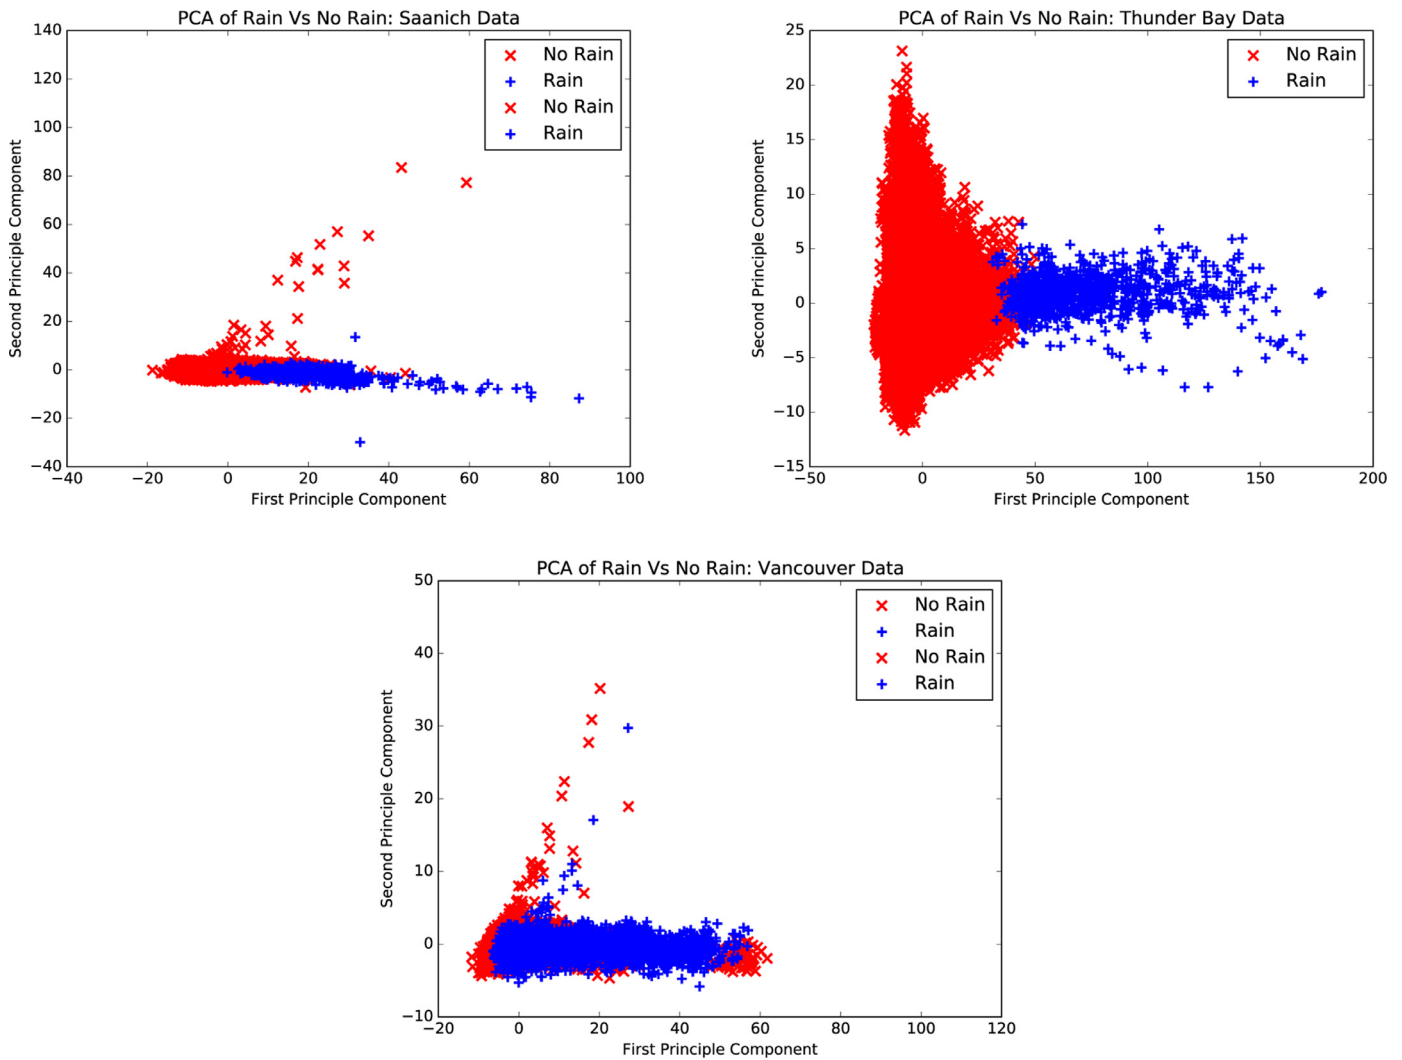 PCA of Rain Vs No Rain: Saanich Data
140
120
100
80
60
40
20
0
−20
−40
Second Principle Component
No Rain
Rain
No Rain
Rain
−40 −20 0 20 40 60 80 100
First Principle Component
PCA of Rain Vs No Rain: Thunder Bay Data
25
20
15
10
5
0
−5
−10
−15
Second Principle Component
No Rain
Rain
−50 0 50 100 150 200
First Principle Component
PCA of Rain Vs No Rain: Vancouver Data
50
40
30
20
10
0
−10
Second Principle Component
No Rain
Rain
No Rain
Rain
−20 0 20 40 60 80 100 120
First Principle Component